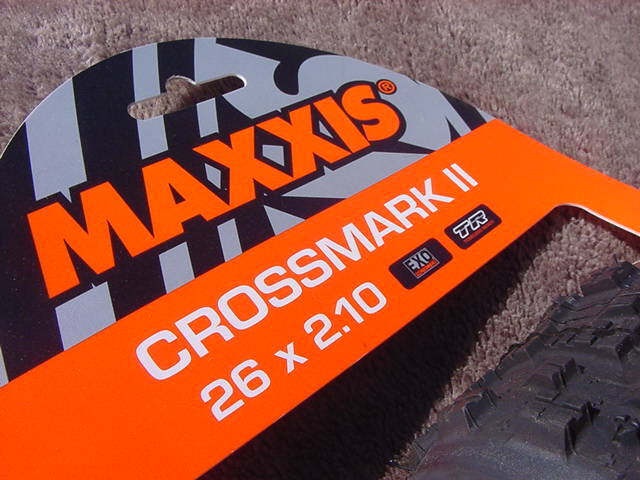 MAXXIS®
CROSSMARK II
26 x 2.10
EXO
TR